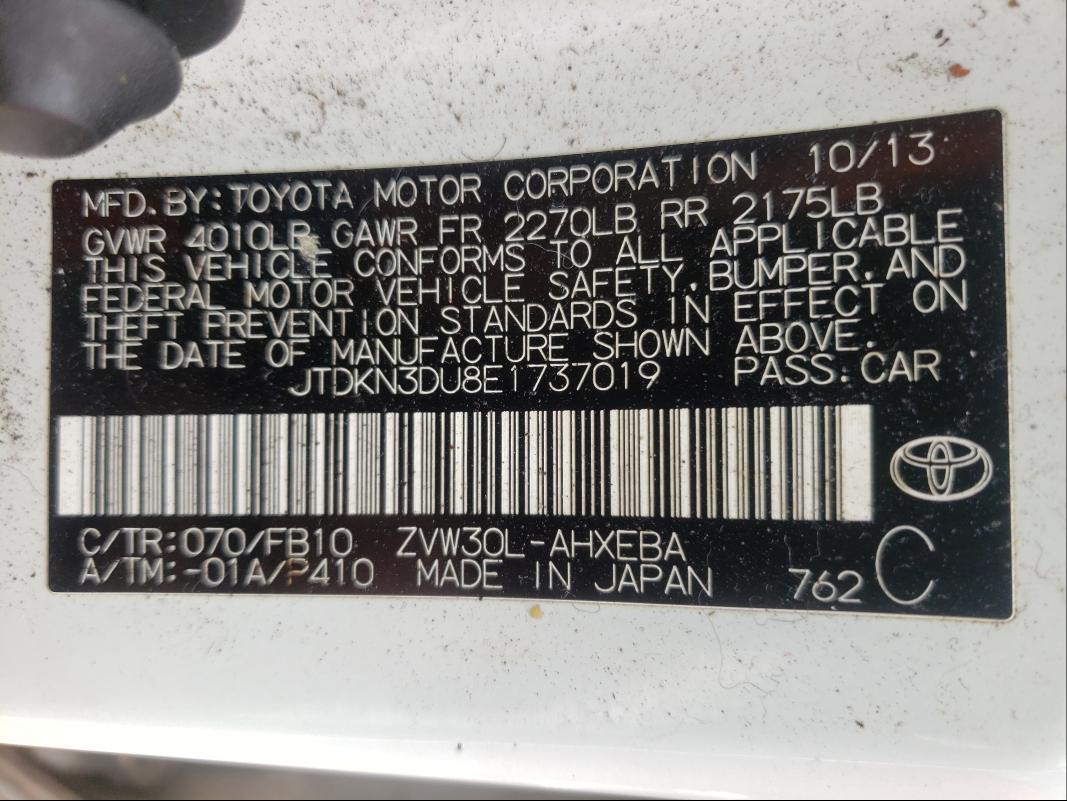 MFD. BY: TOYOTA MOTOR CORPORATION 10/13
GVWR 4010LB GAWR FR 2270LB RR 2175LB
THIS VEHICLE CONFORMS TO ALL APPLICABLE
FEDERAL MOTOR VEHICLE SAFETY, BUMPER, AND
THEFT PREVENTION STANDARDS IN EFFECT ON
THE DATE OF MANUFACTURE SHOWN ABOVE.
JTDKN3DU8E1737019 PASS. CAR
C/TR: 070/FB10 ZVW30L-AHXEBA
A/TM: -01A/P410 MADE IN JAPAN 762 C